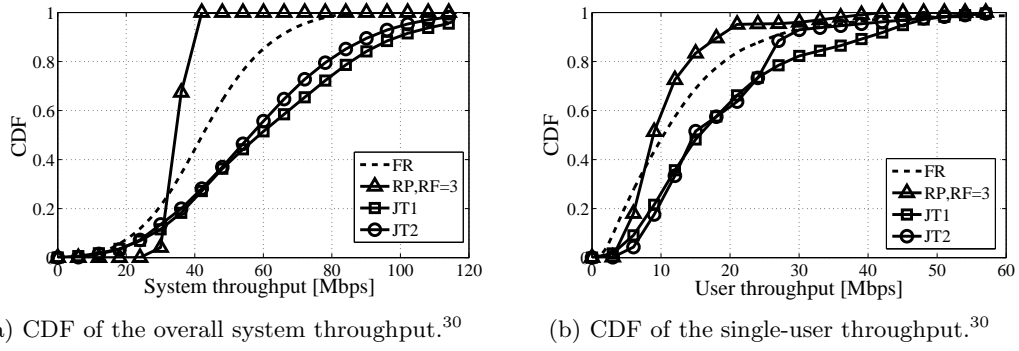 1
0.8
0.6
0.4
0.2
0
CDF
0 20 40 60 80 100 120
System throughput [Mbps]
FR
RP,RF=3
JT1
JT2
1
0.8
0.6
0.4
0.2
0
CDF
0 10 20 30 40 50 60
User throughput [Mbps]
FR
RP,RF=3
JT1
JT2
) CDF of the overall system throughput.30
(b) CDF of the single-user throughput.30